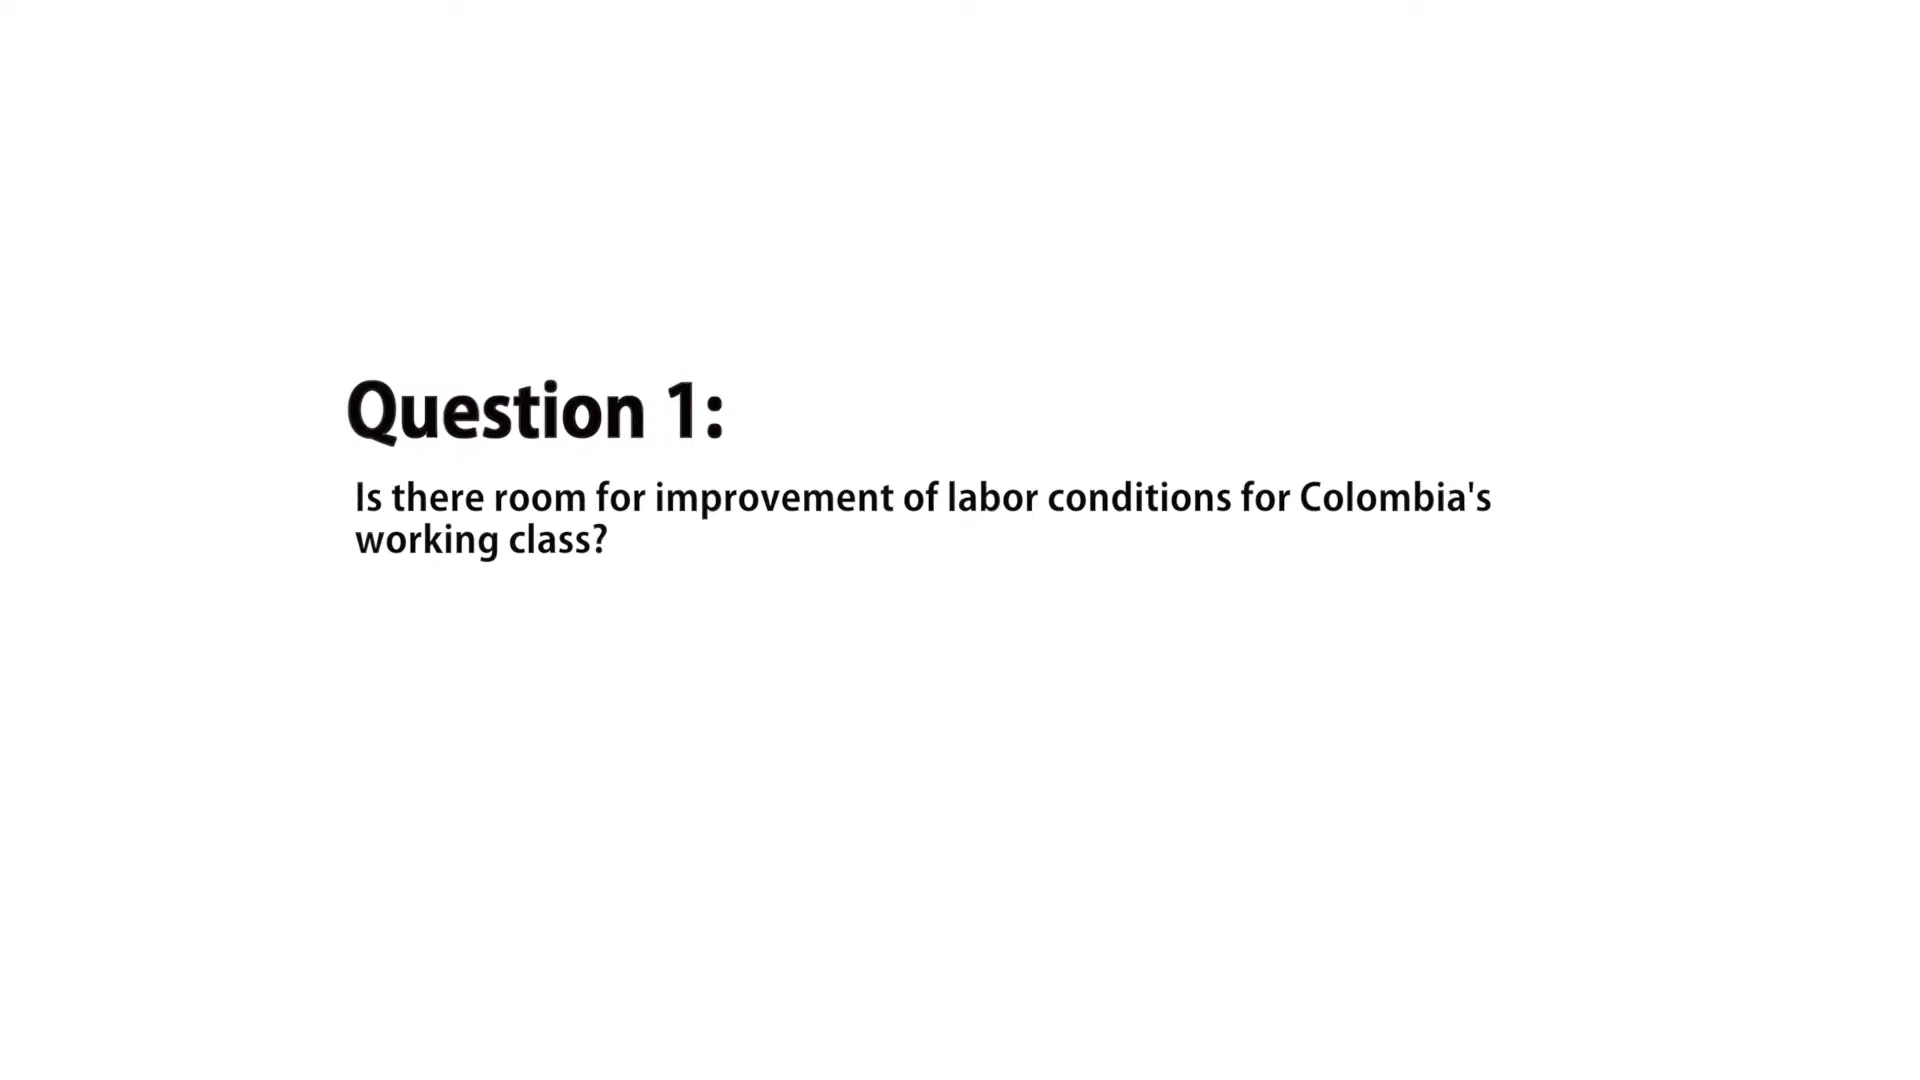 Question 1:
Is there room for improvement of labor conditions for Colombia's
working class?